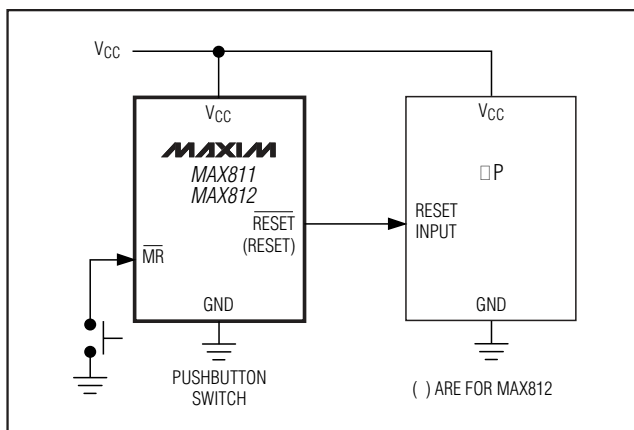 VCC
VCC
MAXIM
MAX811
MAX812
RESET
(RESET)
MR
GND
PUSHBUTTON
SWITCH
VCC
□P
RESET
INPUT
GND
( ) ARE FOR MAX812